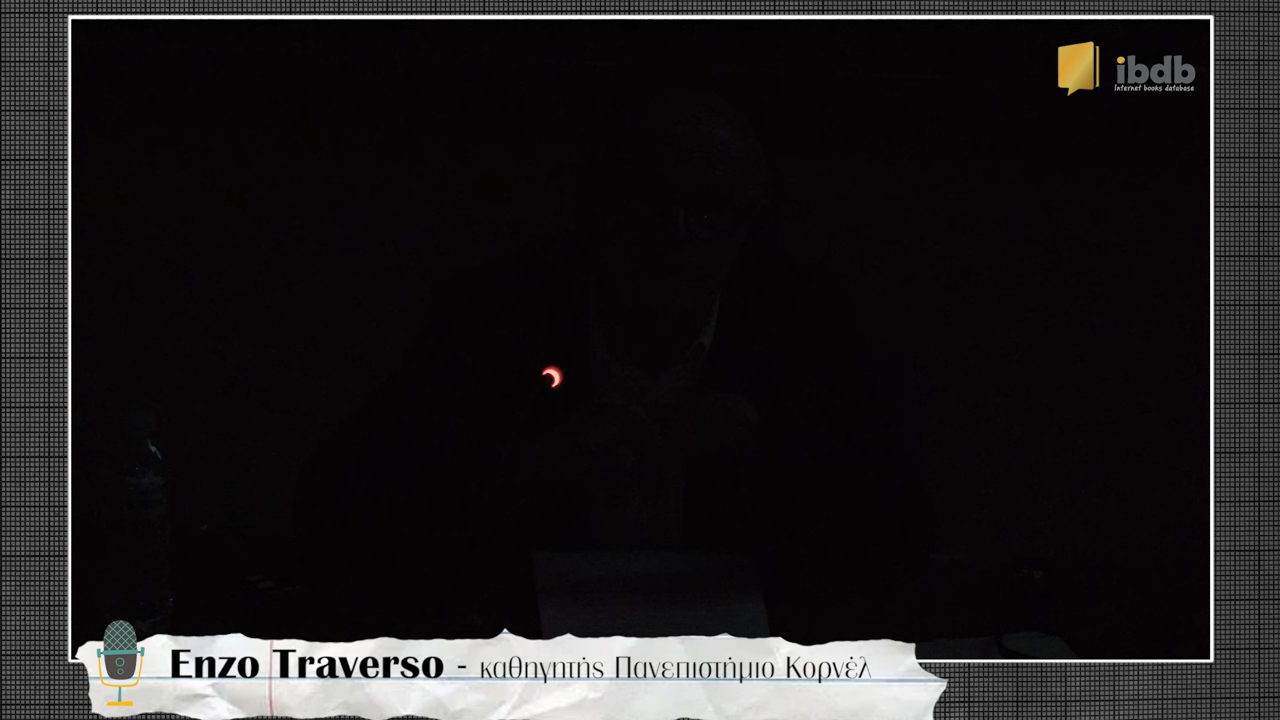 ibdb
Internet books database
Enzo Traverso - καθηγητής Πανεπιστήμιο Κορνέλ